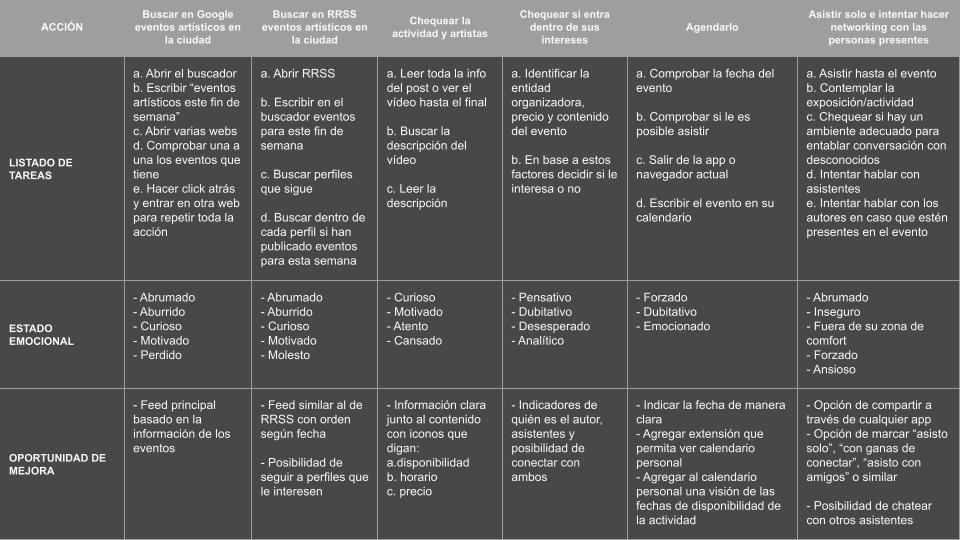 ACCIÓN
Buscar en Google
eventos artísticos en
la ciudad
Buscar en RRSS
eventos artísticos en
la ciudad
Chequear la
actividad y artistas
Chequear si entra
dentro de sus
intereses
Agendarlo
Asistir solo e intentar hacer
networking con las
personas presentes
LISTADO DE
TAREAS
a. Abrir el buscador
b. Escribir “eventos
artísticos este fin de
semana”
c. Abrir varias webs
d. Comprobar una a
una los eventos que
tiene
e. Hacer click atrás
y entrar en otra web
para repetir toda la
acción
a. Abrir RRSS
b. Escribir en el
buscador eventos
para este fin de
semana
c. Buscar perfiles
que sigue
d. Buscar dentro de
cada perfil si han
publicado eventos
para esta semana
a. Leer toda la info
del post o ver el
vídeo hasta el final
b. Buscar la
descripción del
vídeo
c. Leer la
descripción
a. Identificar la
entidad
organizadora,
precio y contenido
del evento
b. En base a estos
factores decidir si le
interesa o no
a. Comprobar la fecha del
evento
b. Comprobar si le es
posible asistir
c. Salir de la app o
navegador actual
d. Escribir el evento en su
calendario
a. Asistir hasta el evento
b. Contemplar la
exposición/actividad
c. Chequear si hay un
ambiente adecuado para
entablar conversación con
desconocidos
d. Intentar hablar con
asistentes
e. Intentar hablar con los
autores en caso que estén
presentes en el evento
ESTADO
EMOCIONAL
- Abrumado
- Aburrido
- Curioso
- Motivado
- Perdido
- Abrumado
- Aburrido
- Curioso
- Motivado
- Molesto
- Curioso
- Motivado
- Atento
- Cansado
- Pensativo
- Dubitativo
- Desesperado
- Analítico
- Forzado
- Dubitativo
- Emocionado
- Abrumado
- Inseguro
- Fuera de su zona de
confort
- Forzado
- Ansioso
OPORTUNIDAD DE
MEJORA
- Feed principal
basado en la
información de los
eventos
- Feed similar al de
RRSS con orden
según fecha
- Posibilidad de
seguir a perfiles que
le interesen
- Información clara
junto al contenido
con iconos que
digan:
a.disponibilidad
b. horario
c. precio
- Indicadores de
quién es el autor,
asistentes y
posibilidad de
conectar con
ambos
- Indicar la fecha de manera
clara
- Agregar extensión que
permita ver calendario
personal
- Agregar al calendario
personal una visión de las
fechas de disponibilidad de
la actividad
- Opción de compartir a
través de cualquier app
- Opción de marcar “asisto
solo”, “con ganas de
conectar”, “asisto con
amigos” o similar
- Posibilidad de chatear
con otros asistentes